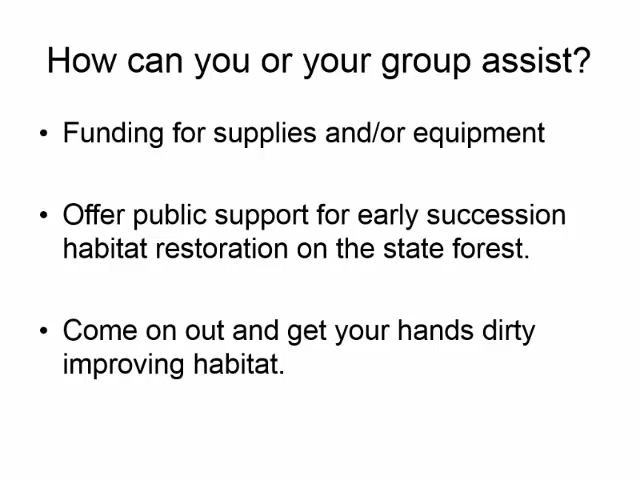 How can you or your group assist?
• Funding for supplies and/or equipment
• Offer public support for early succession
habitat restoration on the state forest.
• Come on out and get your hands dirty
improving habitat.